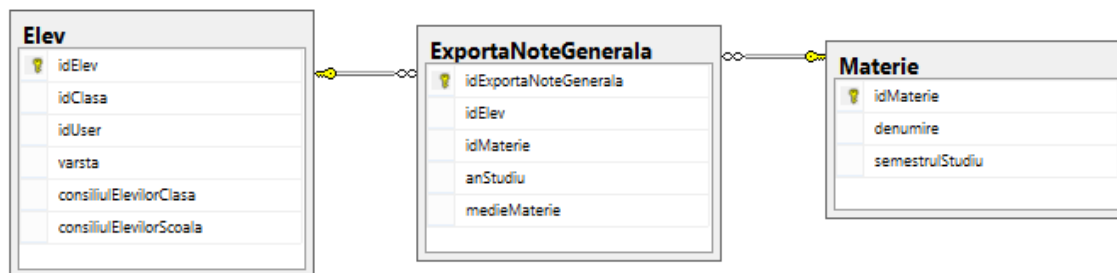 Elev
idElev
idClasa
idUser
varsta
consiliulElevilorClasa
consiliulElevilorScoala
ExportaNoteGenerala
idExportaNoteGenerala
idElev
idMaterie
anStudiu
medieMaterie
Materie
idMaterie
denumire
semestrulStudiu